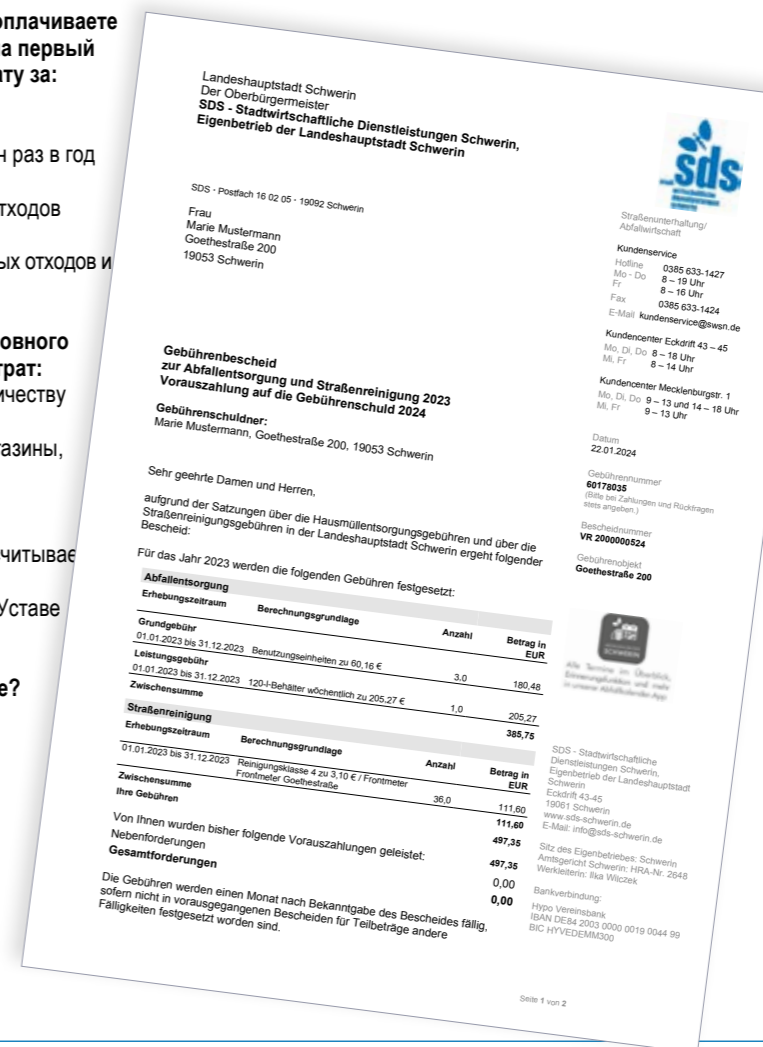 оплачиваете
а первый
ату за:
н раз в год
тходов
ых отходов и
овного
трат:
ичеству
газины,
считывае
Уставе
е?
Landeshauptstadt Schwerin
Der Oberbürgermeister
SDS - Stadtwirtschaftliche Dienstleistungen Schwerin,
Eigenbetrieb der Landeshauptstadt Schwerin
SDS · Postfach 16 02 05 · 19092 Schwerin
Frau
Marie Mustermann
Goethestraße 200
19053 Schwerin
Gebührenbescheid
zur Abfallentsorgung und Straßenreinigung 2023
Vorauszahlung auf die Gebührenschuld 2024
Gebührenschuldner:
Marie Mustermann, Goethestraße 200, 19053 Schwerin
Sehr geehrte Damen und Herren,
aufgrund der Satzungen über die Hausmüllentsorgungsgebühren und über die
Straßenreinigungsgebühren in der Landeshauptstadt Schwerin ergeht folgender
Bescheid:
Für das Jahr 2023 werden die folgenden Gebühren festgesetzt:
Abfallentsorgung
Erhebungszeitraum Berechnungsgrundlage Anzahl Betrag in
EUR
Grundgebühr
01.01.2023 bis 31.12.2023 Benutzungseinheiten zu 60,16 € 3,0 180,48
Leistungsgebühr
01.01.2023 bis 31.12.2023 120-l-Behälter wöchentlich zu 205,27 € 1,0 205,27
Zwischensumme 385,75
Straßenreinigung
Erhebungszeitraum Berechnungsgrundlage Anzahl Betrag in
EUR
01.01.2023 bis 31.12.2023 Reinigungsklasse 4 zu 3,10 € / Frontmeter 36,0 111,60
Frontmeter Goethestraße
Zwischensumme 111,60
Ihre Gebühren 497,35
Von Ihnen wurden bisher folgende Vorauszahlungen geleistet: 497,35
Nebenforderungen 0,00
Gesamtforderungen 0,00
Die Gebühren werden einen Monat nach Bekanntgabe des Bescheides fällig,
sofern nicht in vorausgegangenen Bescheiden für Teilbeträge andere
Fälligkeiten festgesetzt worden sind.
sds
Straßenunterhaltung/
Abfallwirtschaft
Kundenservice
Hotline 0385 633-1427
Mo - Do 8 – 19 Uhr
Fr 8 – 16 Uhr
Fax 0385 633-1424
E-Mail kundenservice@swsn.de
Kundencenter Eckdrift 43 – 45
Mo, Di, Do 8 – 18 Uhr
Mi, Fr 8 – 14 Uhr
Kundencenter Mecklenburgstr. 1
Mo, Di, Do 9 – 13 und 14 – 18 Uhr
Mi, Fr 9 – 13 Uhr
Datum
22.01.2024
Gebührennummer
60178035
(Bitte bei Zahlungen und Rückfragen
stets angeben.)
Bescheidnummer
VR 2000000524
Gebührenobjekt
Goethestraße 200
SCHWERIN
Alle Termine im Überblick,
Erinnerungsfunktion und mehr
in unserer Abfallkalender-App
SDS - Stadtwirtschaftliche
Dienstleistungen Schwerin,
Eigenbetrieb der Landeshauptstadt
Schwerin
Eckdrift 43-45
19061 Schwerin
www.sds-schwerin.de
E-Mail: info@sds-schwerin.de
Sitz des Eigenbetriebes: Schwerin
Amtsgericht Schwerin: HRA-Nr. 2648
Werkleiterin: Ilka Wilczek
Bankverbindung:
Hypo Vereinsbank
IBAN DE84 2003 0000 0019 0044 99
BIC HYVEDEMM300
Seite 1 von 2